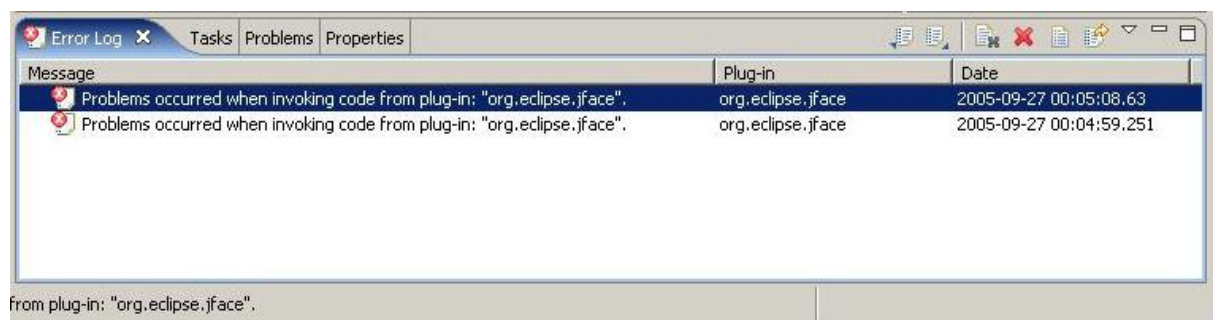 Error Log Tasks Problems Properties
Message Plug-in Date
Problems occurred when invoking code from plug-in: "org.eclipse.jface". org.eclipse.jface 2005-09-27 00:05:08.63
Problems occurred when invoking code from plug-in: "org.eclipse.jface". org.eclipse.jface 2005-09-27 00:04:59.251
from plug-in: "org.eclipse.jface".